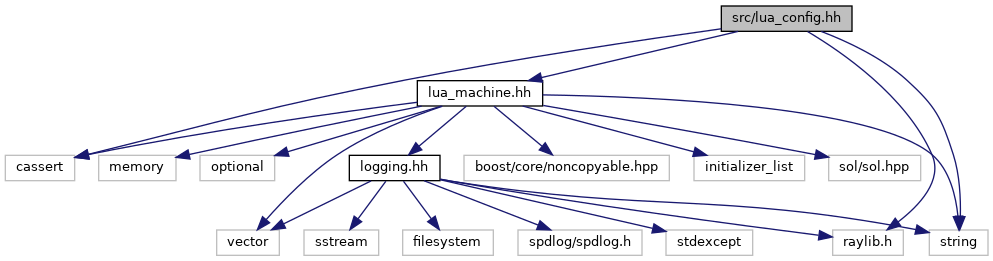 src/lua_config.hh
lua_machine.hh
cassert
memory
optional
logging.hh
boost/core/noncopyable.hpp
initializer_list
sol/sol.hpp
vector
sstream
filesystem
spdlog/spdlog.h
stdexcept
raylib.h
string